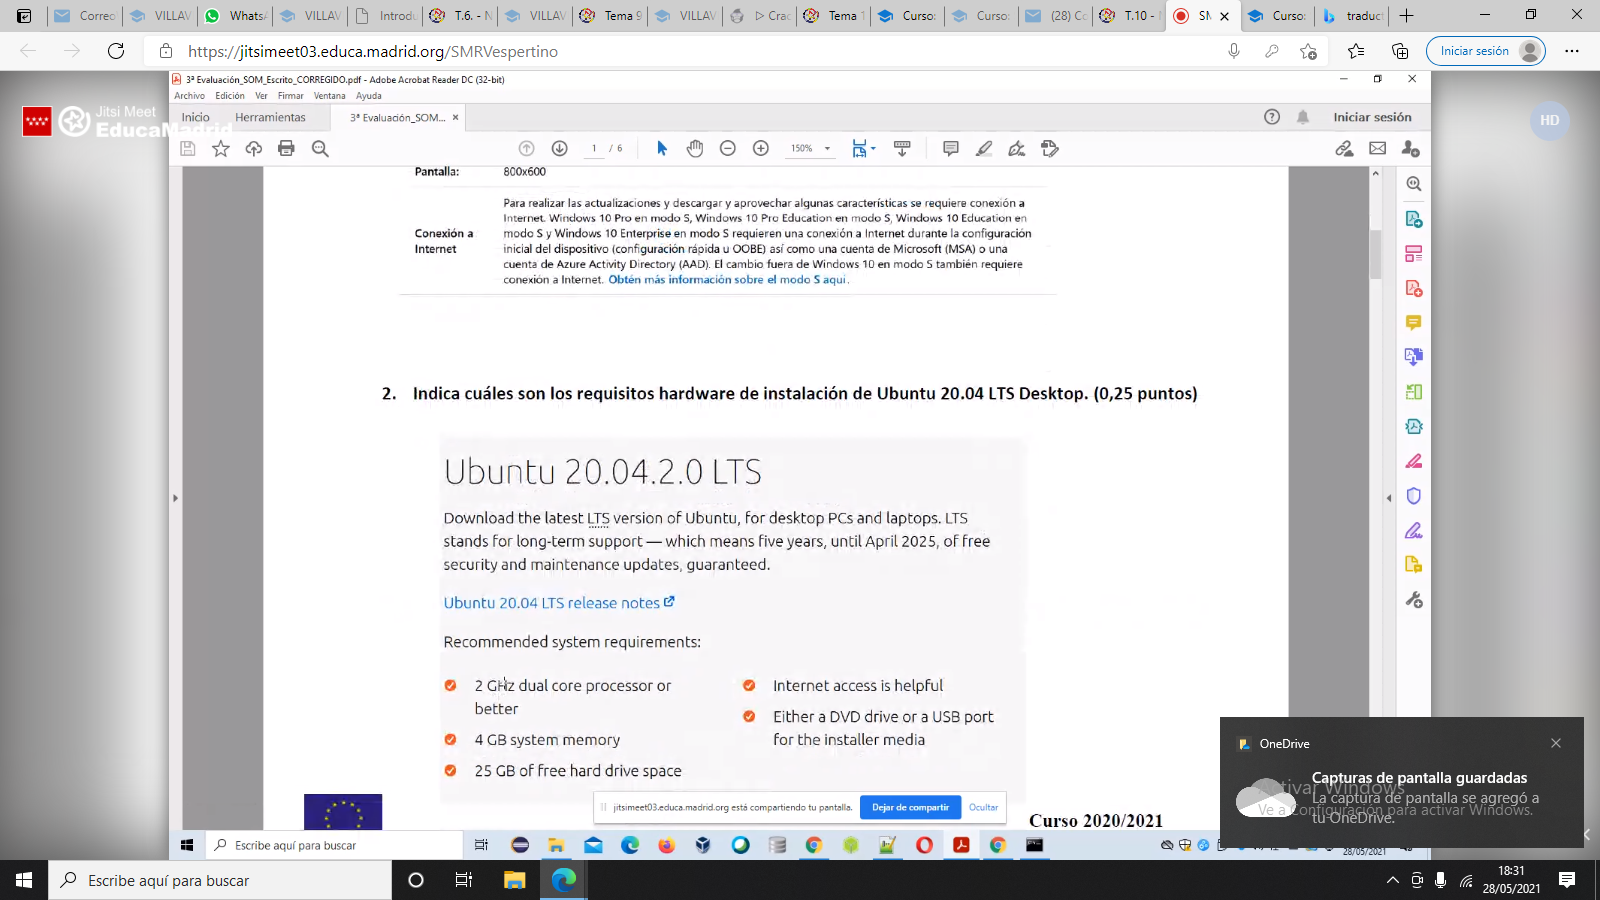 Correo
VILLAV
WhatsA
VILLAV
Introdu
T.6. - N
VILLAV
Tema 9
VILLAV
Crac
Tema 1
Curso:
Curso:
(28) Co
T.10 -
SM
Curso:
traduct
https://jitsimeet03.educa.madrid.org/SMRVespertino
Iniciar sesión
3ª Evaluación_SOM_Escrito_CORREGIDO.pdf - Adobe Acrobat Reader DC (32-bit)
Archivo Edición Ver Firmar Ventana Ayuda
Jitsi Meet
EducaMadrid
HD
Inicio Herramientas 3ª Evaluación_SOM... × Iniciar sesión
1 / 6 150%
Pantalla: 800x600
Conexión a Internet
Para realizar las actualizaciones y descargar y aprovechar algunas características se requiere conexión a
Internet. Windows 10 Pro en modo S, Windows 10 Pro Education en modo S, Windows 10 Education en
modo S y Windows 10 Enterprise en modo S requieren una conexión a Internet durante la configuración
inicial del dispositivo (configuración rápida u OOBE) así como una cuenta de Microsoft (MSA) o una
cuenta de Azure Activity Directory (AAD). El cambio fuera de Windows 10 en modo S también requiere
conexión a Internet. Obtén más información sobre el modo S aquí.
2. Indica cuáles son los requisitos hardware de instalación de Ubuntu 20.04 LTS Desktop. (0,25 puntos)
Ubuntu 20.04.2.0 LTS
Download the latest LTS version of Ubuntu, for desktop PCs and laptops. LTS
stands for long-term support — which means five years, until April 2025, of free
security and maintenance updates, guaranteed.
Ubuntu 20.04 LTS release notes
Recommended system requirements:
2 GHz dual core processor or
better
4 GB system memory
25 GB of free hard drive space
Internet access is helpful
Either a DVD drive or a USB port
for the installer media
jitsimeet03.educa.madrid.org está compartiendo tu pantalla. Dejar de compartir Ocultar
Curso 2020/2021
OneDrive
Capturas de pantalla guardadas
La captura de pantalla se agregó a
tu OneDrive.
Activar Windows
Ve a Configuración para activar Windows.
Escribe aquí para buscar
28/05/2021
Escribe aquí para buscar
18:31
28/05/2021